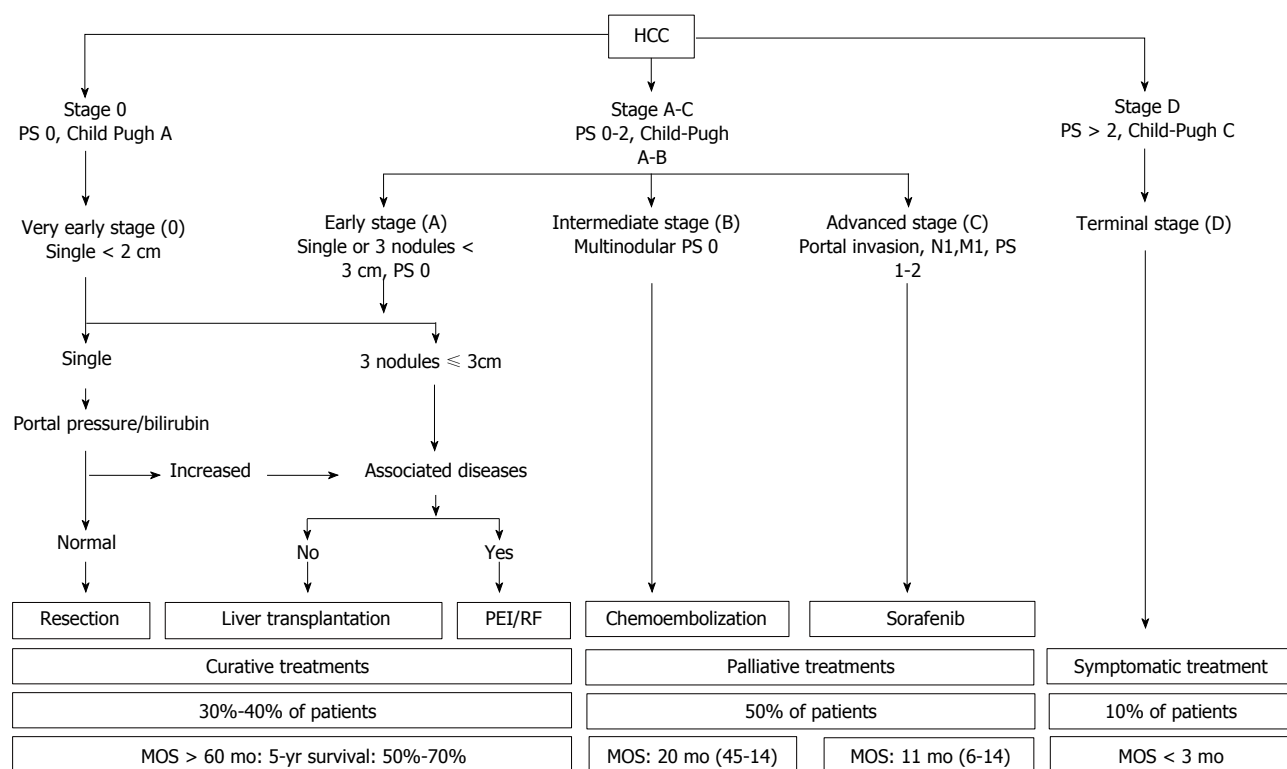 HCC
Stage 0
PS 0, Child Pugh A
Stage A-C
PS 0-2, Child-Pugh
A-B
Stage D
PS > 2, Child-Pugh C
Very early stage (0)
Single < 2 cm
Early stage (A)
Single or 3 nodules <
3 cm, PS 0
Intermediate stage (B)
Multinodular PS 0
Advanced stage (C)
Portal invasion, N1,M1, PS
1-2
Terminal stage (D)
Single
3 nodules ≤ 3cm
Portal pressure/bilirubin
Increased
Associated diseases
Normal
No
Yes
Resection
Liver transplantation
PEI/RF
Chemoembolization
Sorafenib
Curative treatments
Palliative treatments
Symptomatic treatment
30%-40% of patients
50% of patients
10% of patients
MOS > 60 mo: 5-yr survival: 50%-70%
MOS: 20 mo (45-14)
MOS: 11 mo (6-14)
MOS < 3 mo